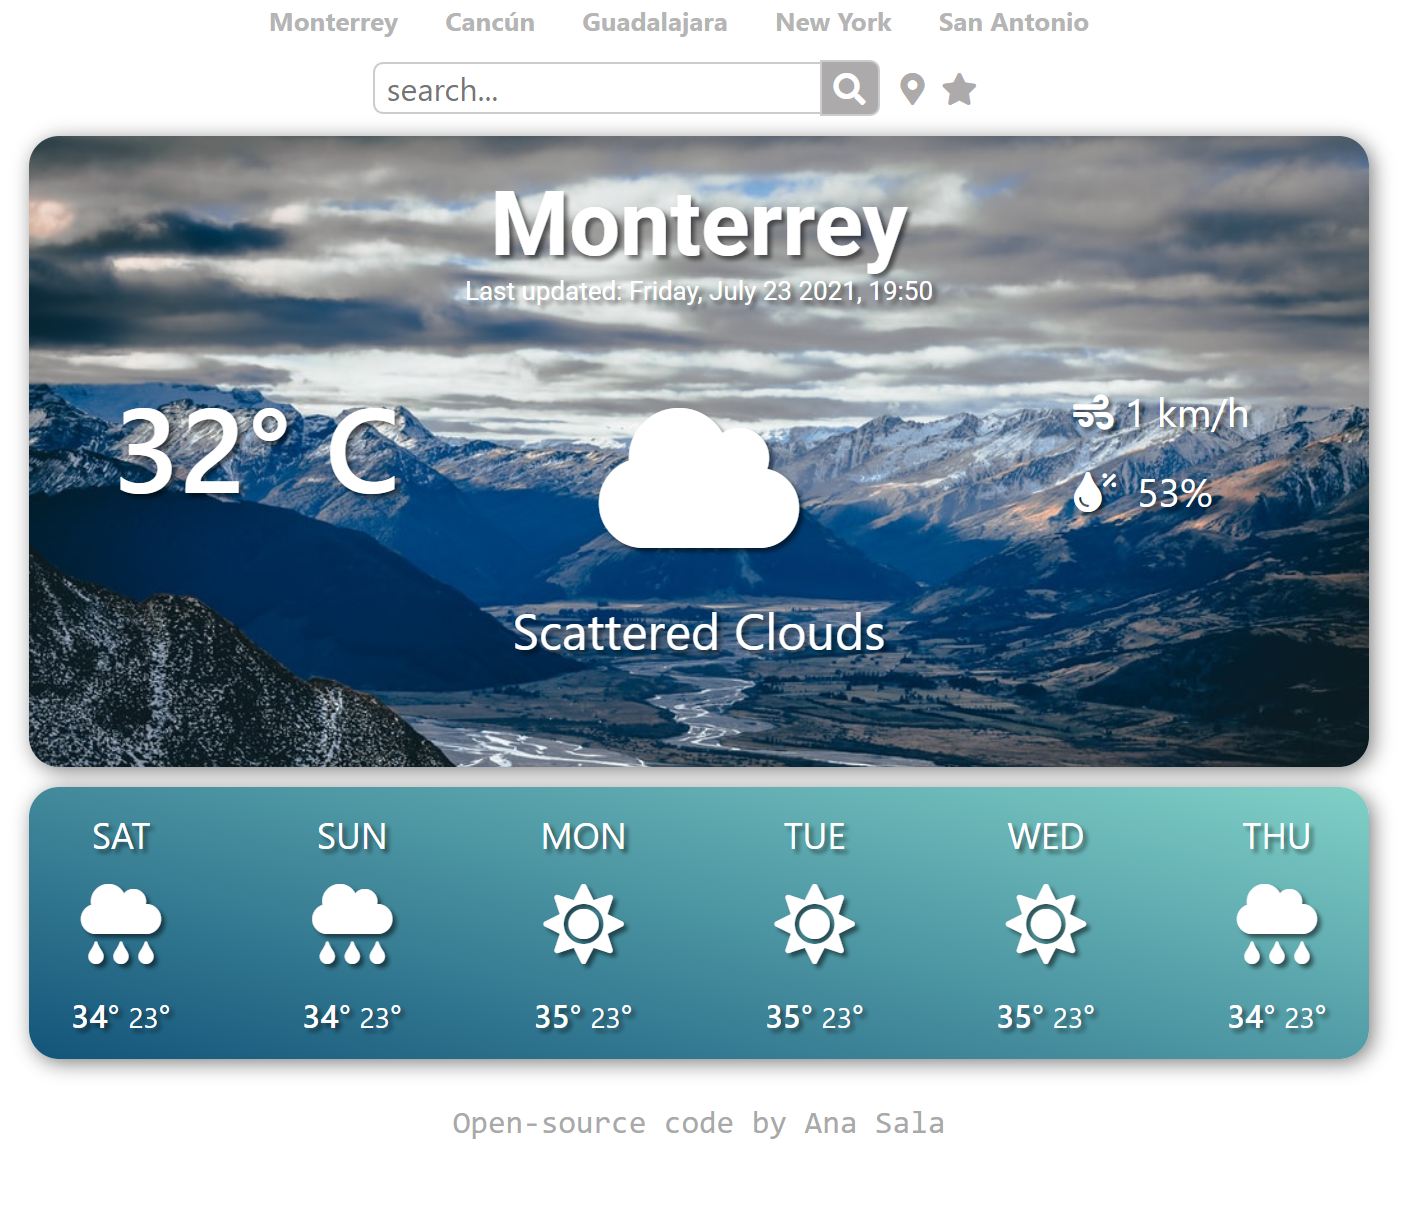 Monterrey Cancún Guadalajara New York San Antonio
search...
Monterrey
Last updated: Friday, July 23 2021, 19:50
32° C
1 km/h
53%
Scattered Clouds
SAT SUN MON TUE WED THU
34° 23° 34° 23° 35° 23° 35° 23° 35° 23° 34° 23°
Open-source code by Ana Sala